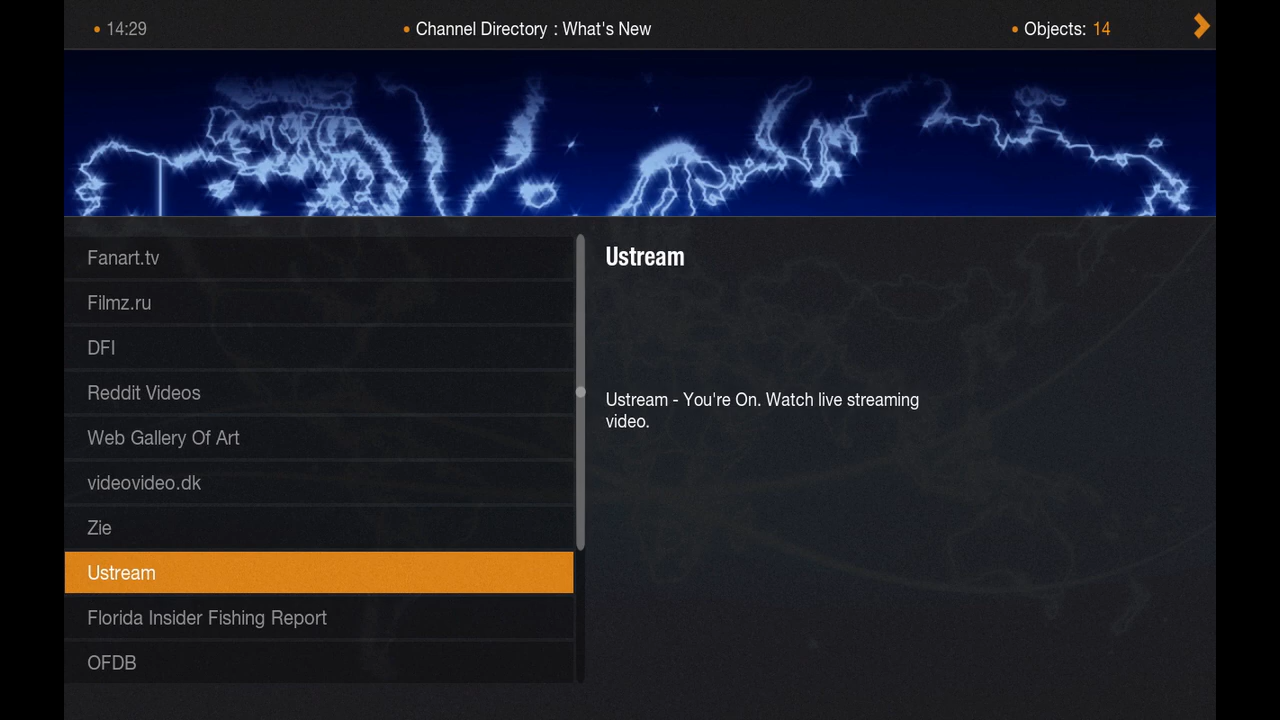 14:29
Channel Directory : What's New
Objects: 14
Fanart.tv
Filmz.ru
DFI
Reddit Videos
Web Gallery Of Art
videovideo.dk
Zie
Ustream
Florida Insider Fishing Report
OFDB
Ustream
Ustream - You're On. Watch live streaming
video.